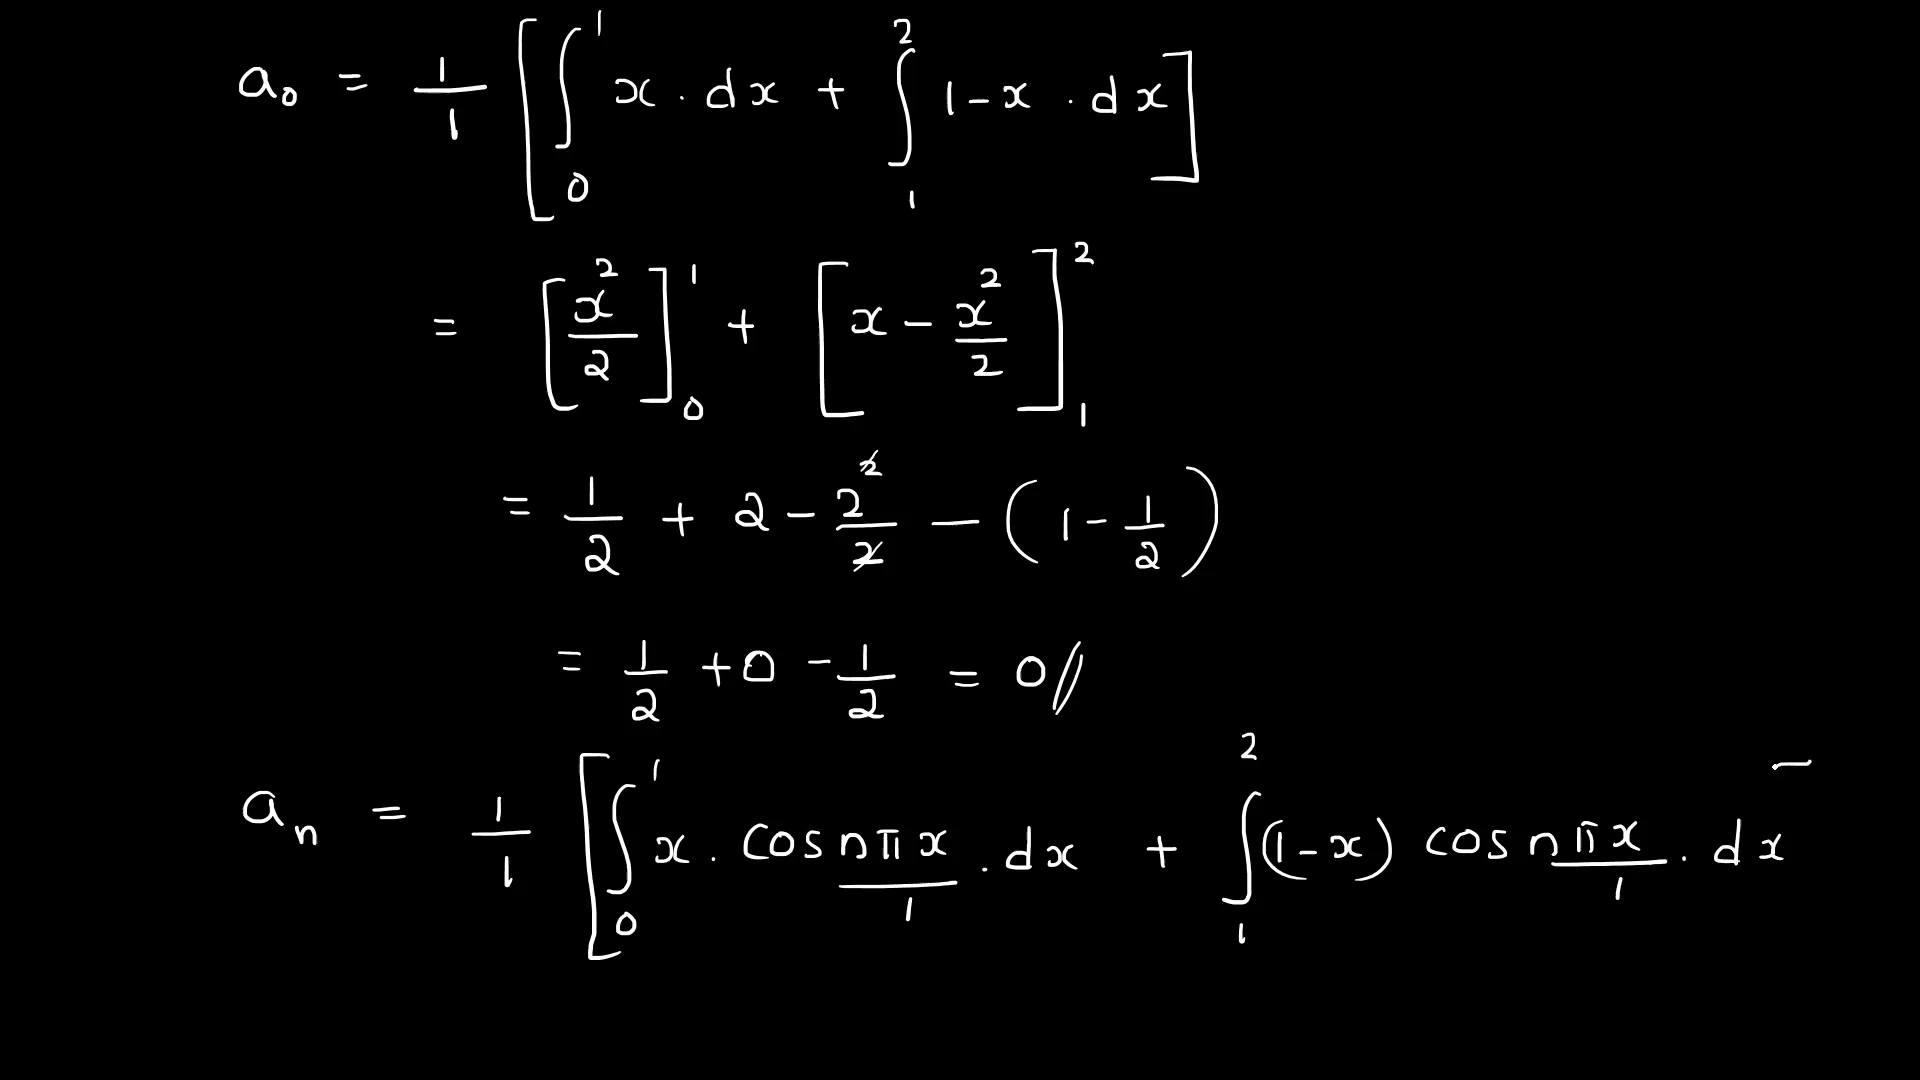 a₀ = 1/1 [ ∫₀¹ x . dx + ∫₁² 1 - x . dx ]
= [ x²/2 ]₀¹ + [ x - x²/2 ]₁²
= 1/2 + 2 - 2²/2 - ( 1 - 1/2 )
= 1/2 + 0 - 1/2 = 0 //
aₙ = 1/1 [ ∫₀¹ x . cos nπx/1 . dx + ∫₁² (1-x) cos nπx/1 . dx